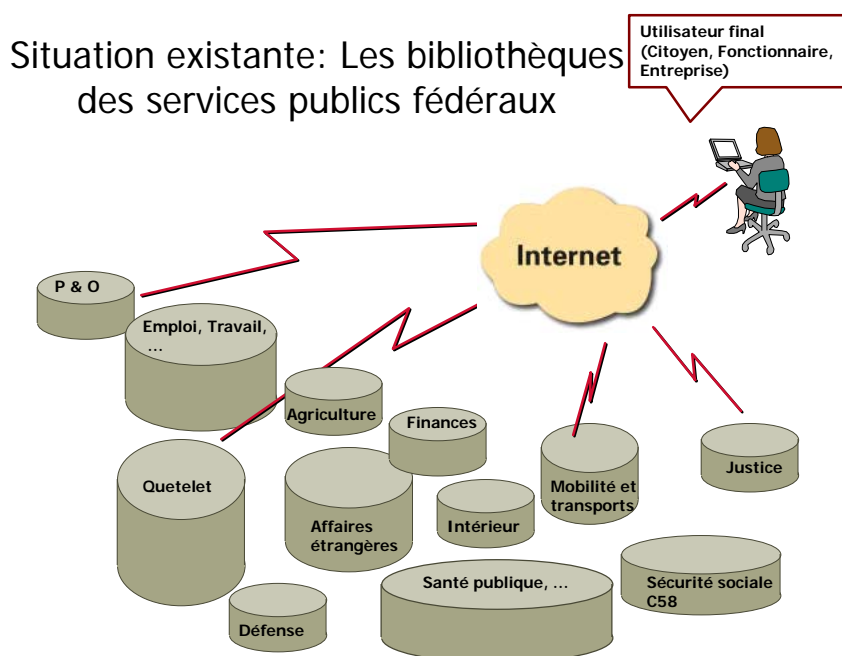 Situation existante: Les bibliothèques
des services publics fédéraux
Utilisateur final
(Citoyen, Fonctionnaire,
Entreprise)
Internet
P & O
Emploi, Travail,
...
Agriculture
Finances
Quetelet
Affaires
étrangères
Intérieur
Mobilité et
transports
Justice
Santé publique, ...
Sécurité sociale
C58
Défense